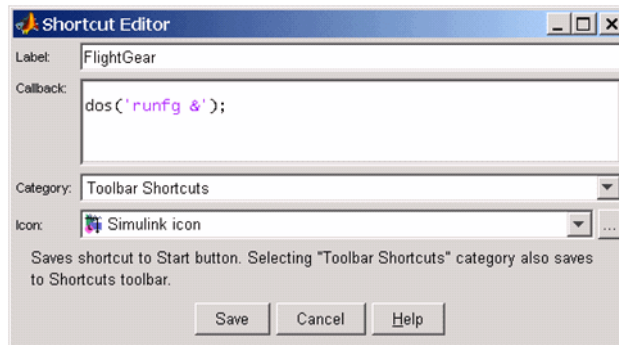 Shortcut Editor
Label: FlightGear
Callback: dos('runfg &');
Category: Toolbar Shortcuts
Icon: Simulink icon ...
Saves shortcut to Start button. Selecting "Toolbar Shortcuts" category also saves
to Shortcuts toolbar.
Save Cancel Help